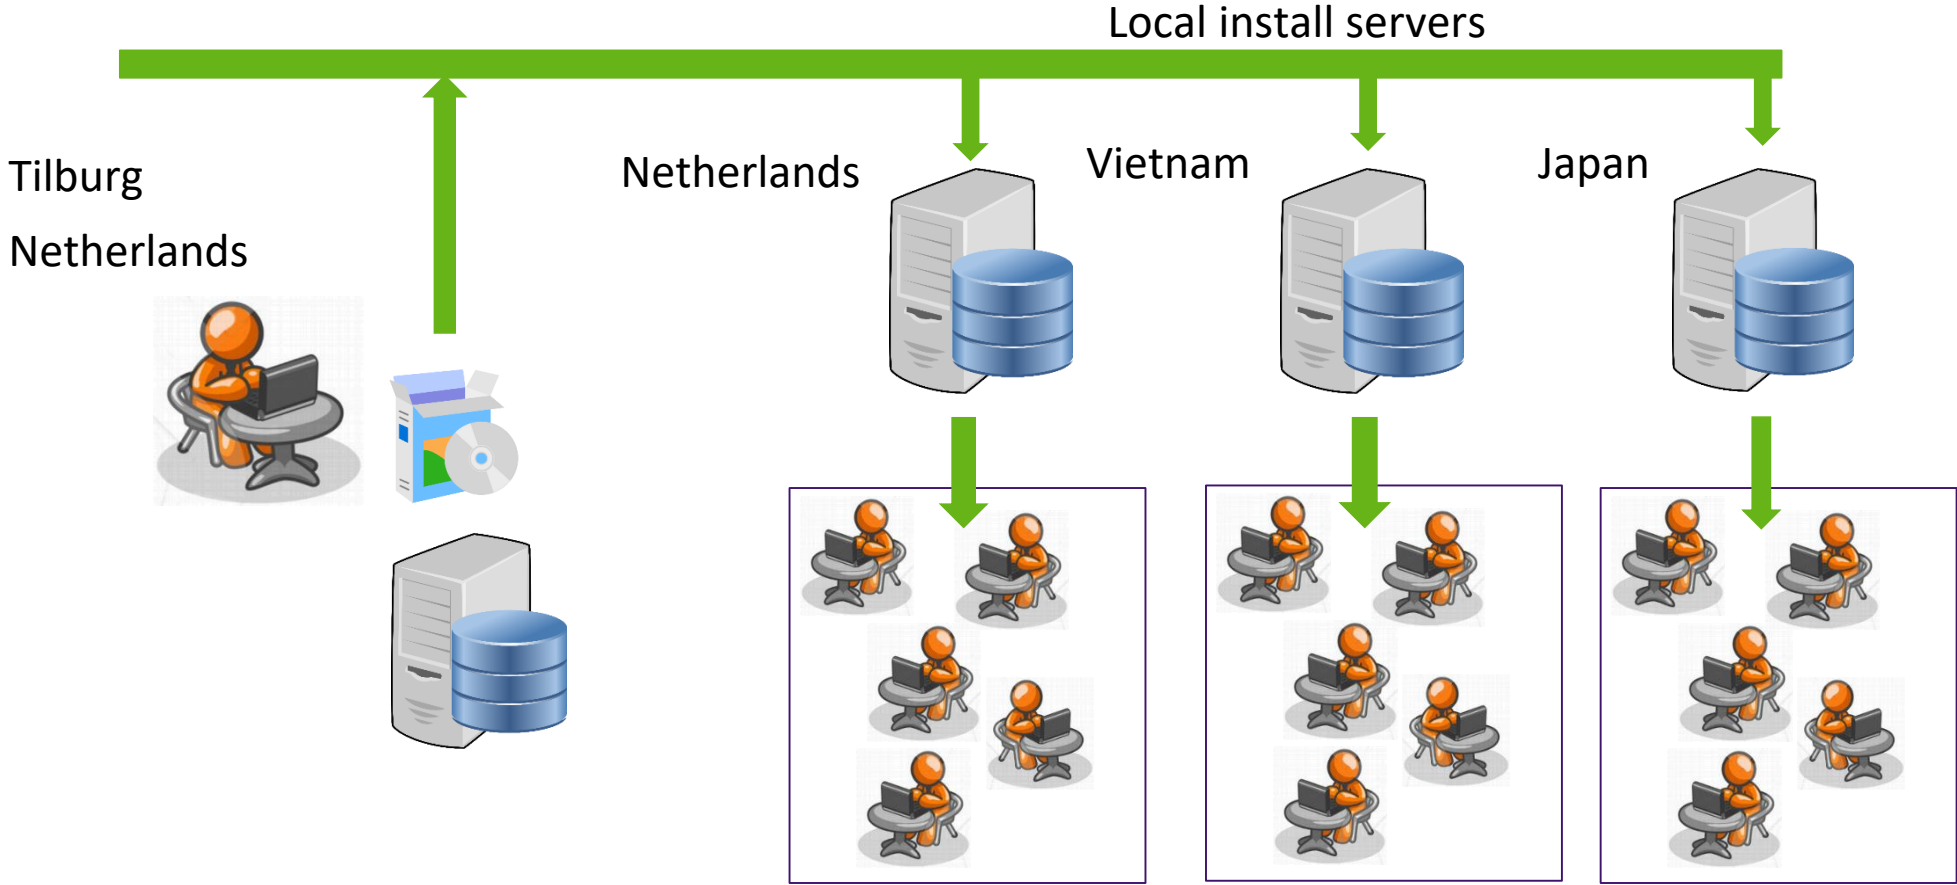 Local install servers
Tilburg
Netherlands
Netherlands
Vietnam
Japan